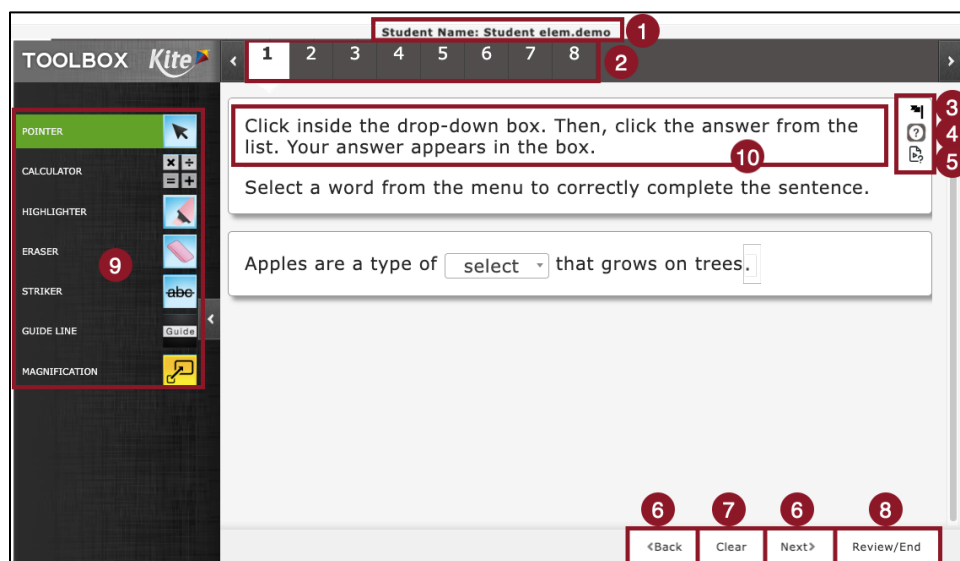 Student Name: Student elem.demo 1
TOOLBOX Kite
1 2 3 4 5 6 7 8 2
POINTER
CALCULATOR
× ÷ = +
HIGHLIGHTER
ERASER
9
STRIKER abc
GUIDE LINE Guide
MAGNIFICATION
Click inside the drop-down box. Then, click the answer from the
list. Your answer appears in the box.
10
Select a word from the menu to correctly complete the sentence.
3
? 4
? 5
Apples are a type of select that grows on trees.
6 7 6 8
<Back Clear Next> Review/End